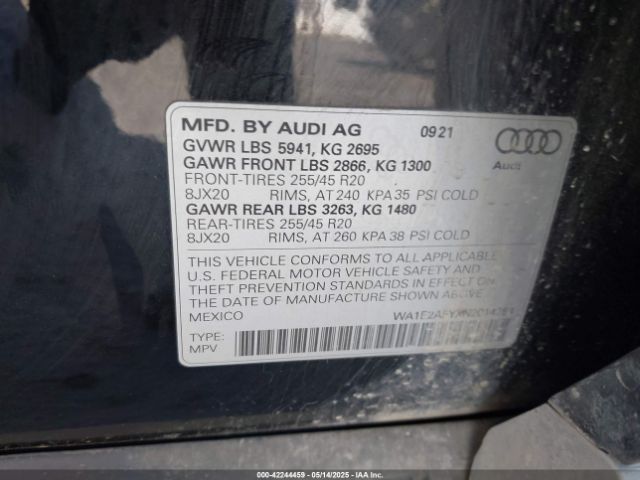 MFD. BY AUDI AG 09 21
GVWR LBS 5941, KG 2695
GAWR FRONT LBS 2866, KG 1300
FRONT-TIRES 255/45 R20
8JX20 RIMS, AT 240 KPA 35 PSI COLD
GAWR REAR LBS 3263, KG 1480
REAR-TIRES 255/45 R20
8JX20 RIMS, AT 260 KPA 38 PSI COLD
Audi
THIS VEHICLE CONFORMS TO ALL APPLICABLE
U.S. FEDERAL MOTOR VEHICLE SAFETY AND
THEFT PREVENTION STANDARDS IN EFFECT ON
THE DATE OF MANUFACTURE SHOWN ABOVE.
MEXICO
TYPE:
MPV
000-42244459 - 05/14/2025 - COPYRIGHT IAA, LLC.